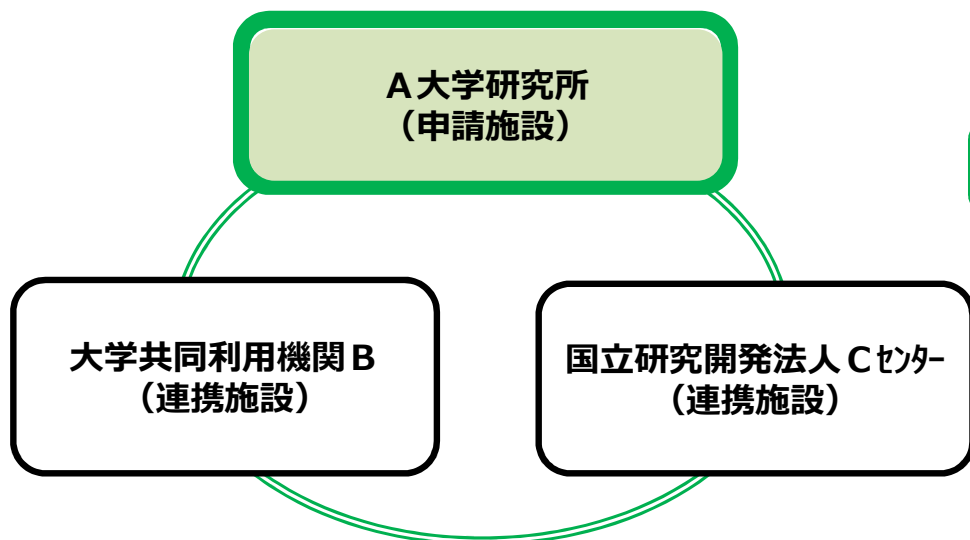 A大学研究所
（申請施設）
大学共同利用機関B
（連携施設）
国立研究開発法人Cｾﾝﾀｰ
（連携施設）